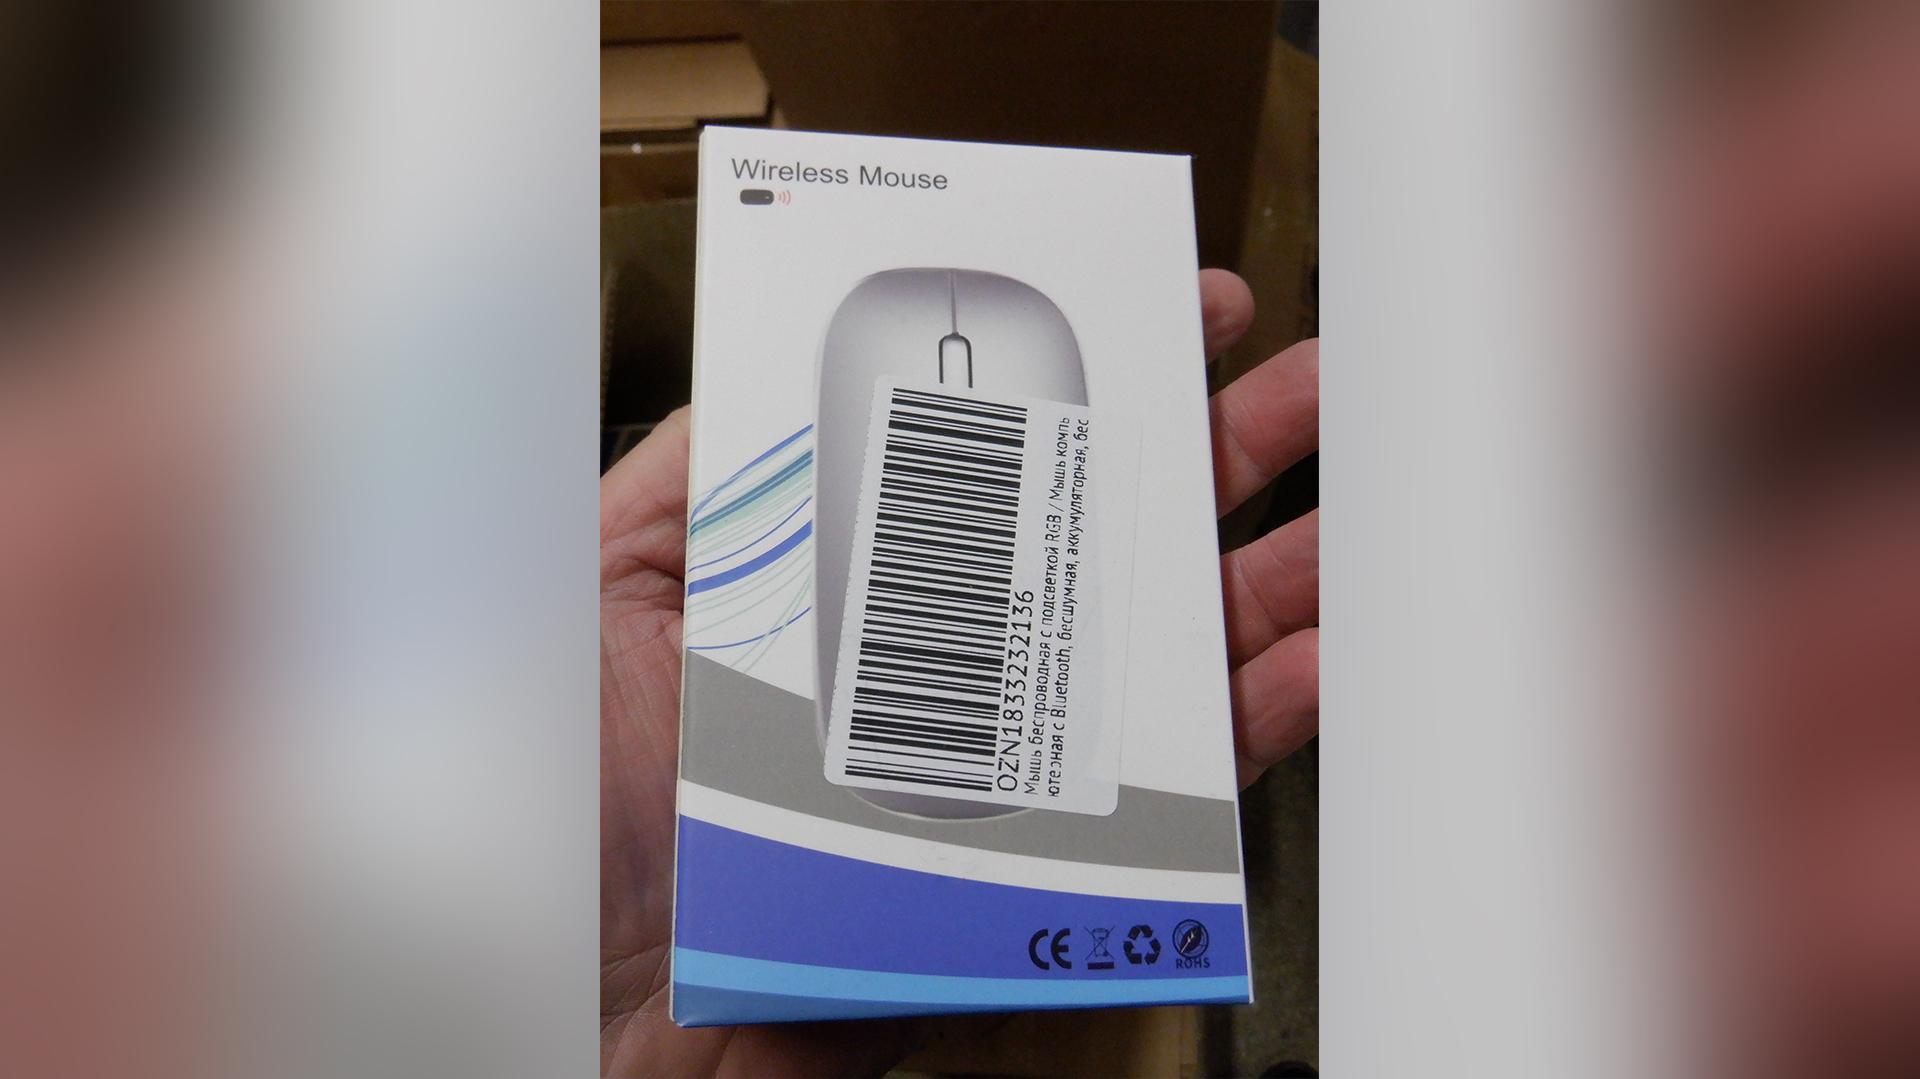 Wireless Mouse
OZN1833232136
Мышь беспроводная с подсветкой RGB / Мышь компь
ютерная с Bluetooth, бесшумная, аккумуляторная, бес
CE
ROHS